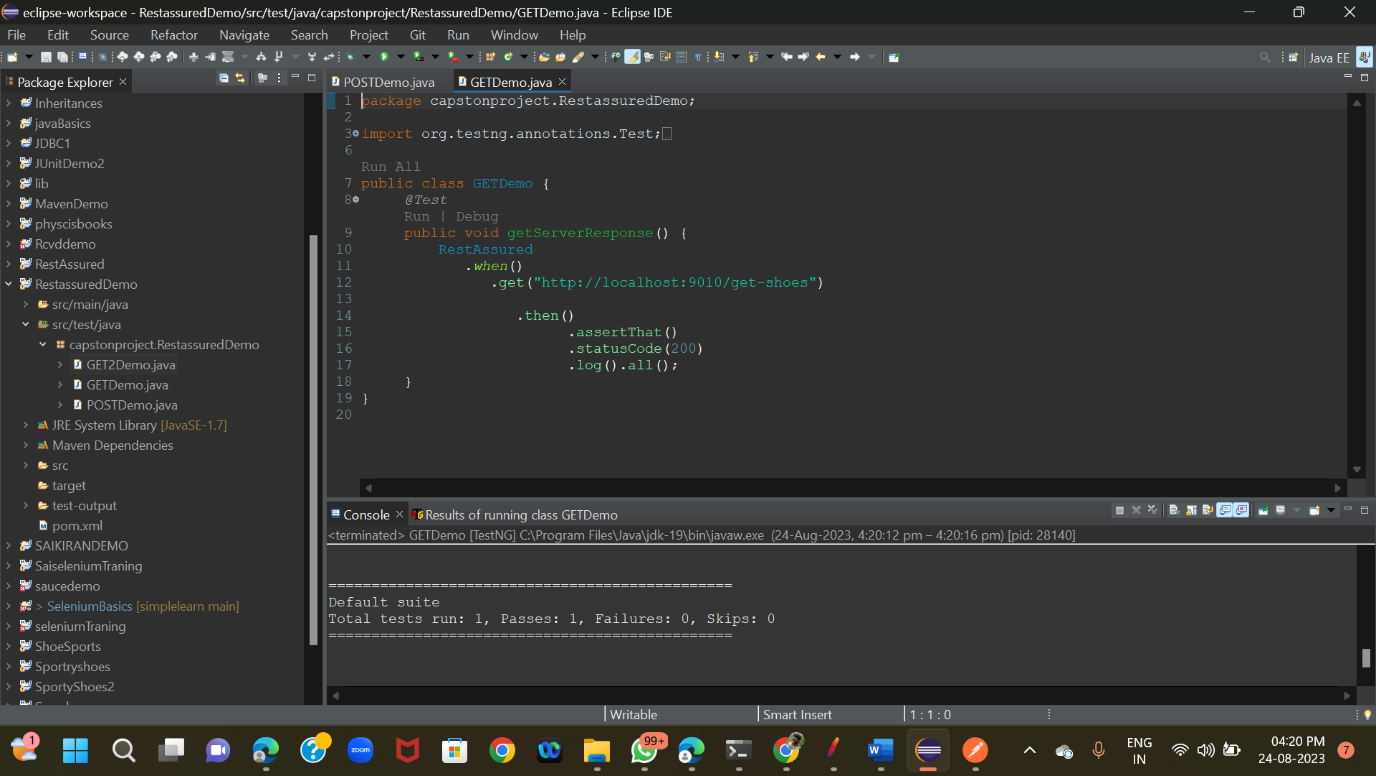 eclipse-workspace - RestassuredDemo/src/test/java/capstonproject/RestassuredDemo/GETDemo.java - Eclipse IDE
File Edit Source Refactor Navigate Search Project Git Run Window Help
Java EE
Package Explorer
Inheritances
javaBasics
JDBC1
JUnitDemo2
lib
MavenDemo
physcisbooks
Rcvddemo
RestAssured
RestassuredDemo
src/main/java
src/test/java
capstonproject.RestassuredDemo
GET2Demo.java
GETDemo.java
POSTDemo.java
JRE System Library [JavaSE-1.7]
Maven Dependencies
src
target
test-output
pom.xml
SAIKIRANDEMO
SaiseleniumTraning
saucedemo
> SeleniumBasics [simplelearn main]
seleniumTraning
ShoeSports
Sportryshoes
SportyShoes2
POSTDemo.java GETDemo.java
1 package capstonproject.RestassuredDemo;
2
3 import org.testng.annotations.Test;
6
Run All
7 public class GETDemo {
8 @Test
Run | Debug
9 public void getServerResponse() {
10 RestAssured
11 .when()
12 .get("http://localhost:9010/get-shoes")
13
14 .then()
15 .assertThat()
16 .statusCode(200)
17 .log().all();
18 }
19 }
20
Console Results of running class GETDemo
<terminated> GETDemo [TestNG] C:\Program Files\Java\jdk-19\bin\javaw.exe (24-Aug-2023, 4:20:12 pm – 4:20:16 pm) [pid: 28140]
===============================================
Default suite
Total tests run: 1, Passes: 1, Failures: 0, Skips: 0
===============================================
Writable Smart Insert 1 : 1 : 0
1
zoom
99+
ENG
IN
04:20 PM
24-08-2023
7